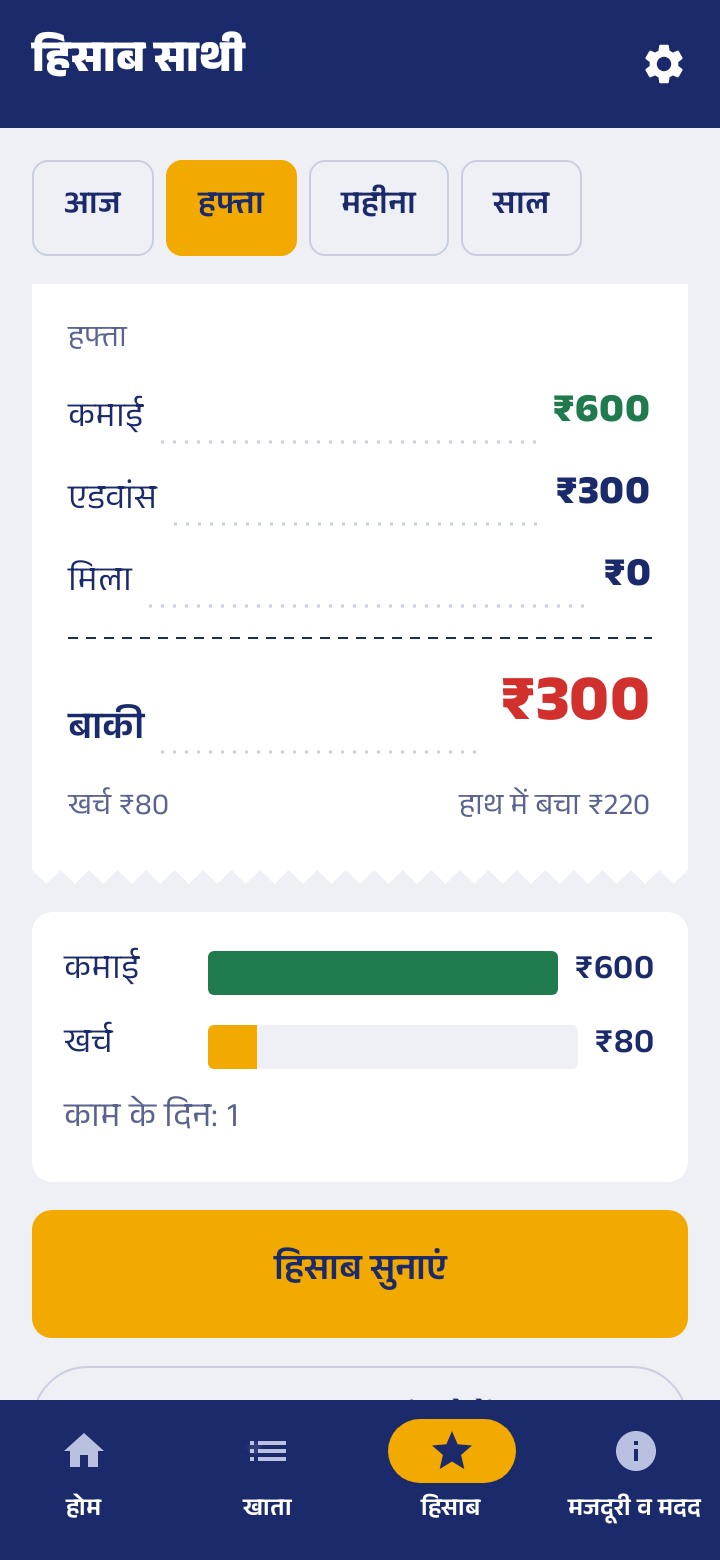 हिसाब साथी
आज हफ्ता महीना साल
हफ्ता
कमाई ₹600
एडवांस ₹300
मिला ₹0
बाकी ₹300
खर्च ₹80 हाथ में बचा ₹220
कमाई ₹600
खर्च ₹80
काम के दिन: 1
हिसाब सुनाएं
होम खाता हिसाब मजदूरी व मदद